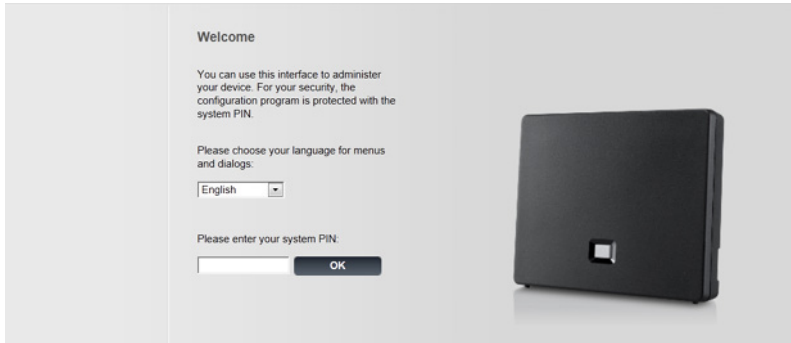 Welcome
You can use this interface to administer
your device. For your security, the
configuration program is protected with the
system PIN.
Please choose your language for menus
and dialogs:
English
Please enter your system PIN:
OK